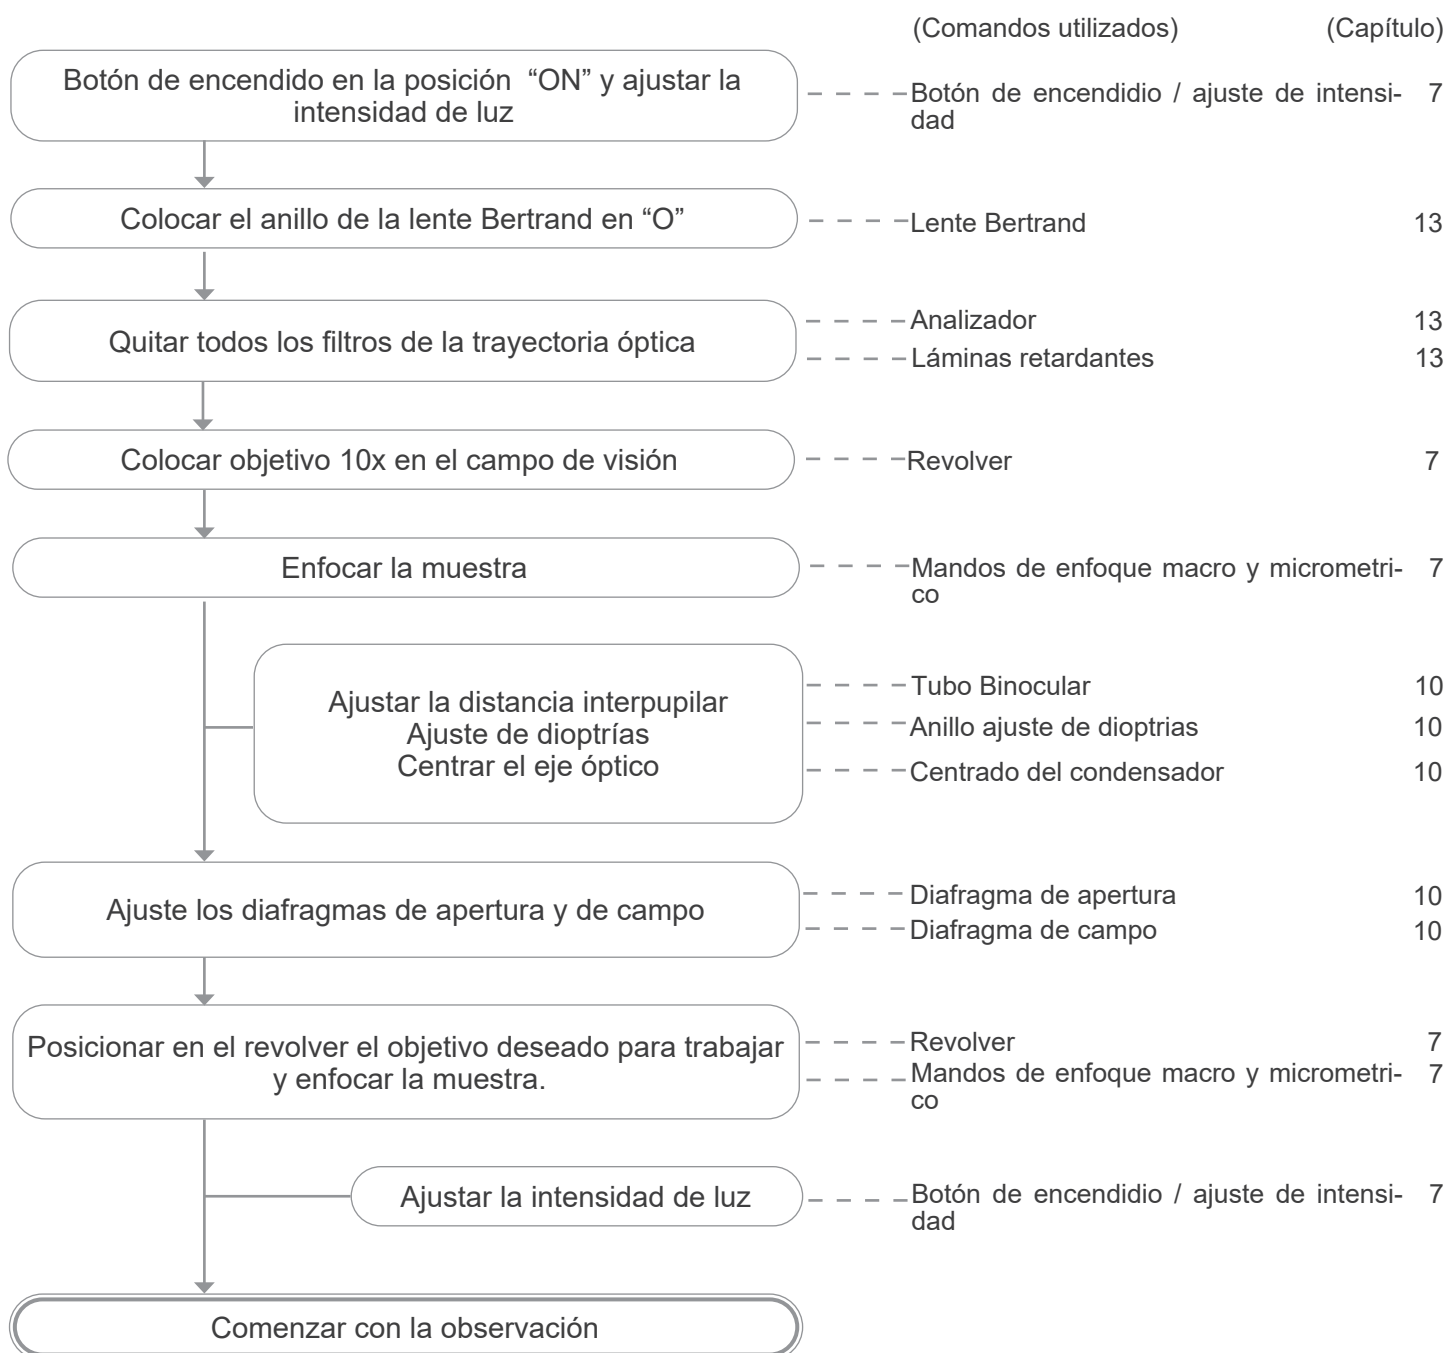 (Comandos utilizados) (Capítulo)
Botón de encendido en la posición “ON” y ajustar la
intensidad de luz
Botón de encendidio / ajuste de intensi- 7
dad
Colocar el anillo de la lente Bertrand en “O”
Lente Bertrand 13
Quitar todos los filtros de la trayectoria óptica
Analizador 13
Láminas retardantes 13
Colocar objetivo 10x en el campo de visión
Revolver 7
Enfocar la muestra
Mandos de enfoque macro y micrometri- 7
co
Ajustar la distancia interpupilar
Ajuste de dioptrías
Centrar el eje óptico
Tubo Binocular 10
Anillo ajuste de dioptrias 10
Centrado del condensador 10
Ajuste los diafragmas de apertura y de campo
Diafragma de apertura 10
Diafragma de campo 10
Posicionar en el revolver el objetivo deseado para trabajar
y enfocar la muestra.
Revolver 7
Mandos de enfoque macro y micrometri- 7
co
Ajustar la intensidad de luz
Botón de encendidio / ajuste de intensi- 7
dad
Comenzar con la observación